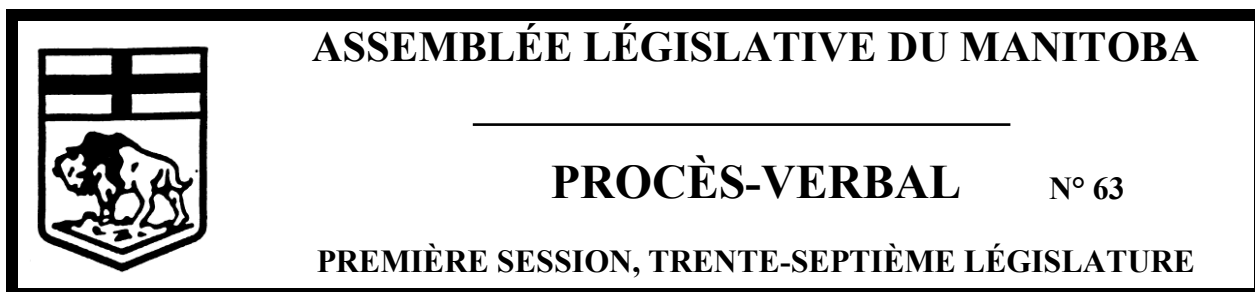 ASSEMBLÉE LÉGISLATIVE DU MANITOBA
PROCÈS-VERBAL N° 63
PREMIÈRE SESSION, TRENTE-SEPTIÈME LÉGISLATURE